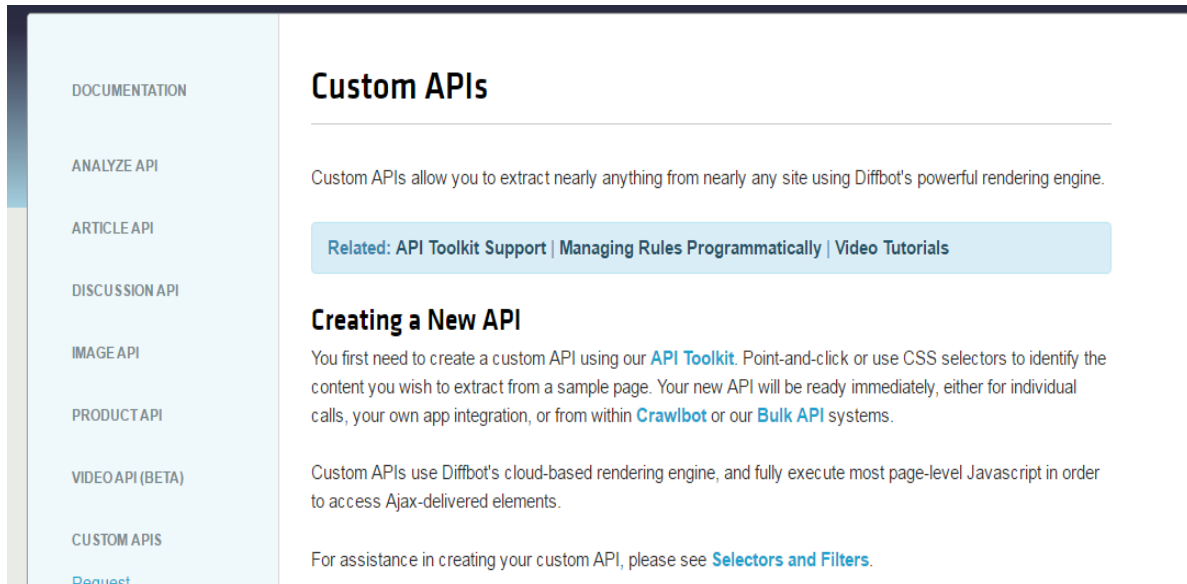 DOCUMENTATION
ANALYZE API
ARTICLE API
DISCUSSION API
IMAGE API
PRODUCT API
VIDEO API (BETA)
CUSTOM APIS
Request
Custom APIs
Custom APIs allow you to extract nearly anything from nearly any site using Diffbot's powerful rendering engine.
Related: API Toolkit Support | Managing Rules Programmatically | Video Tutorials
Creating a New API
You first need to create a custom API using our API Toolkit. Point-and-click or use CSS selectors to identify the
content you wish to extract from a sample page. Your new API will be ready immediately, either for individual
calls, your own app integration, or from within Crawlbot or our Bulk API systems.
Custom APIs use Diffbot's cloud-based rendering engine, and fully execute most page-level Javascript in order
to access Ajax-delivered elements.
For assistance in creating your custom API, please see Selectors and Filters.